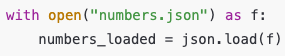 with open("numbers.json") as f:
    numbers_loaded = json.load(f)